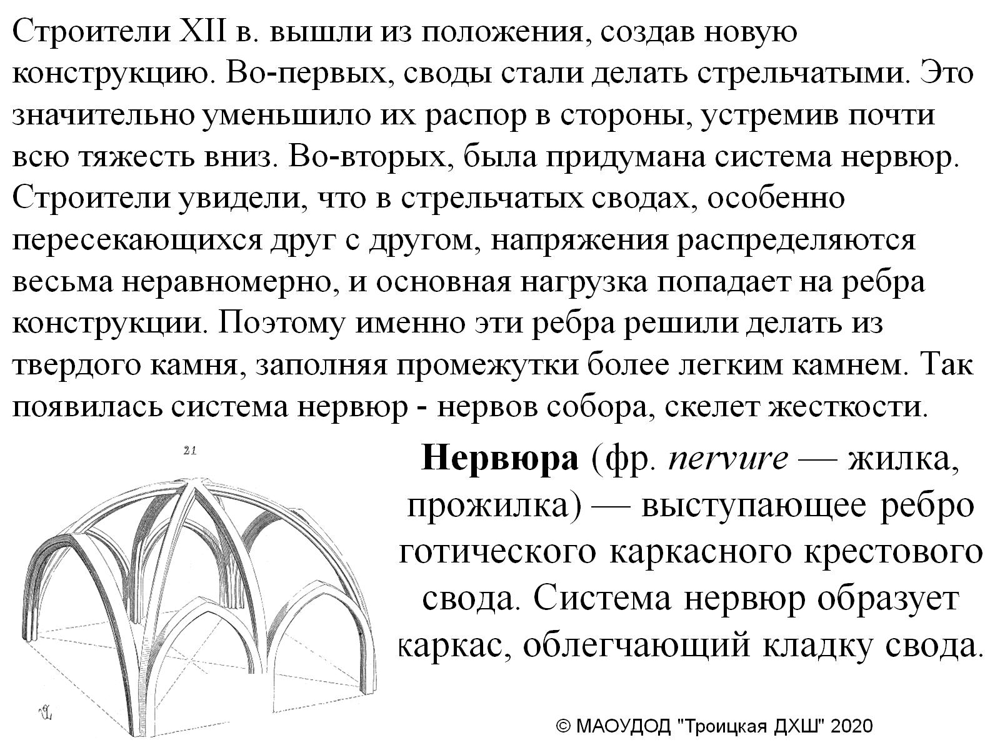 Строители XII в. вышли из положения, создав новую
конструкцию. Во-первых, своды стали делать стрельчатыми. Это
значительно уменьшило их распор в стороны, устремив почти
всю тяжесть вниз. Во-вторых, была придумана система нервюр.
Строители увидели, что в стрельчатых сводах, особенно
пересекающихся друг с другом, напряжения распределяются
весьма неравномерно, и основная нагрузка попадает на ребра
конструкции. Поэтому именно эти ребра решили делать из
твердого камня, заполняя промежутки более легким камнем. Так
появилась система нервюр - нервов собора, скелет жесткости.
21
Нервюра (фр. nervure — жилка,
прожилка) — выступающее ребро
готического каркасного крестового
свода. Система нервюр образует
каркас, облегчающий кладку свода.
© МАОУДОД "Троицкая ДХШ" 2020